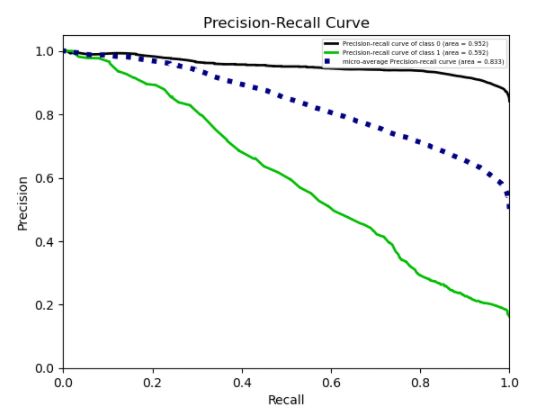 Precision-Recall Curve
Precision-recall curve of class 0 (area = 0.952)
Precision-recall curve of class 1 (area = 0.592)
micro-average Precision-recall curve (area = 0.833)
1.0
0.8
0.6
0.4
0.2
0.0
Precision
0.0 0.2 0.4 0.6 0.8 1.0
Recall